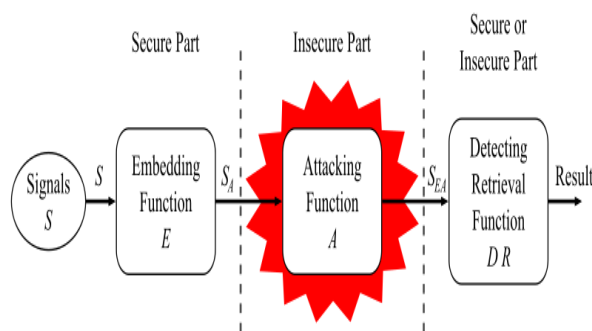 Secure Part
Insecure Part
Secure or
Insecure Part
Signals
S
S
Embedding
Function
E
S_A
Attacking
Function
A
S_EA
Detecting
Retrieval
Function
D R
Result